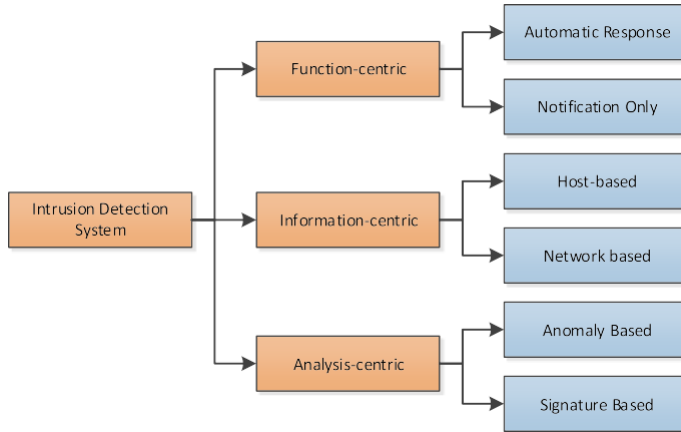 Automatic Response
Function-centric
Notification Only
Host-based
Intrusion Detection
System
Information-centric
Network based
Anomaly Based
Analysis-centric
Signature Based